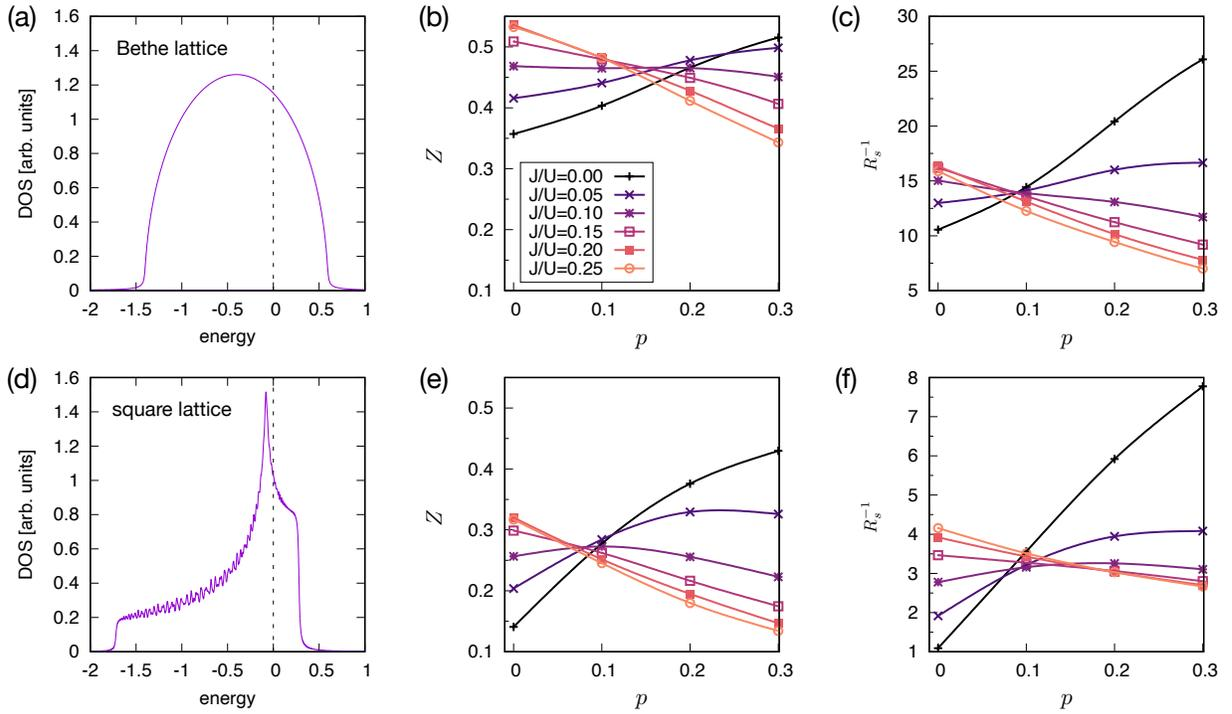 (a)
DOS [arb. units]
1.6
1.4
1.2
1
0.8
0.6
0.4
0.2
0
Bethe lattice
-2 -1.5 -1 -0.5 0 0.5 1
energy
(b)
Z
0.5
0.4
0.3
0.2
0.1
J/U=0.00
J/U=0.05
J/U=0.10
J/U=0.15
J/U=0.20
J/U=0.25
0 0.1 0.2 0.3
p
(c)
R_s^{-1}
30
25
20
15
10
5
0 0.1 0.2 0.3
p
(d)
DOS [arb. units]
1.6
1.4
1.2
1
0.8
0.6
0.4
0.2
0
square lattice
-2 -1.5 -1 -0.5 0 0.5 1
energy
(e)
Z
0.5
0.4
0.3
0.2
0.1
0 0.1 0.2 0.3
p
(f)
R_s^{-1}
8
7
6
5
4
3
2
1
0 0.1 0.2 0.3
p